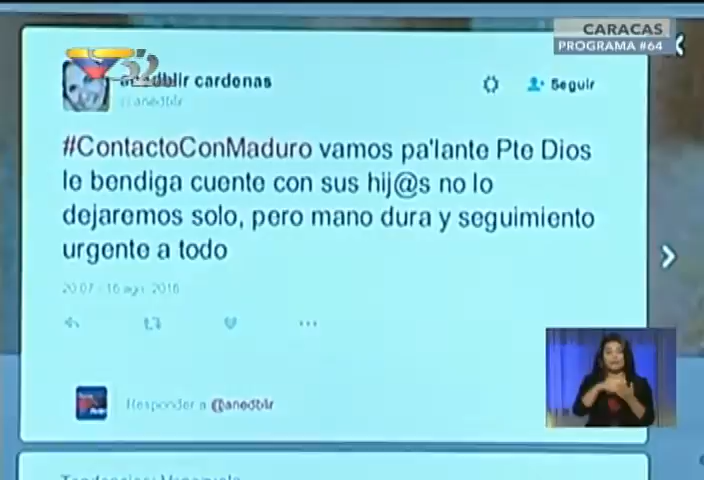 CARACAS
PROGRAMA #64
cardenas
@anedblr
Seguir
#ContactoConMaduro vamos pa'lante Pte Dios
le bendiga cuente con sus hij@s no lo
dejaremos solo, pero mano dura y seguimiento
urgente a todo
20:07 - 16 ago. 2016
Responder a @anedblr